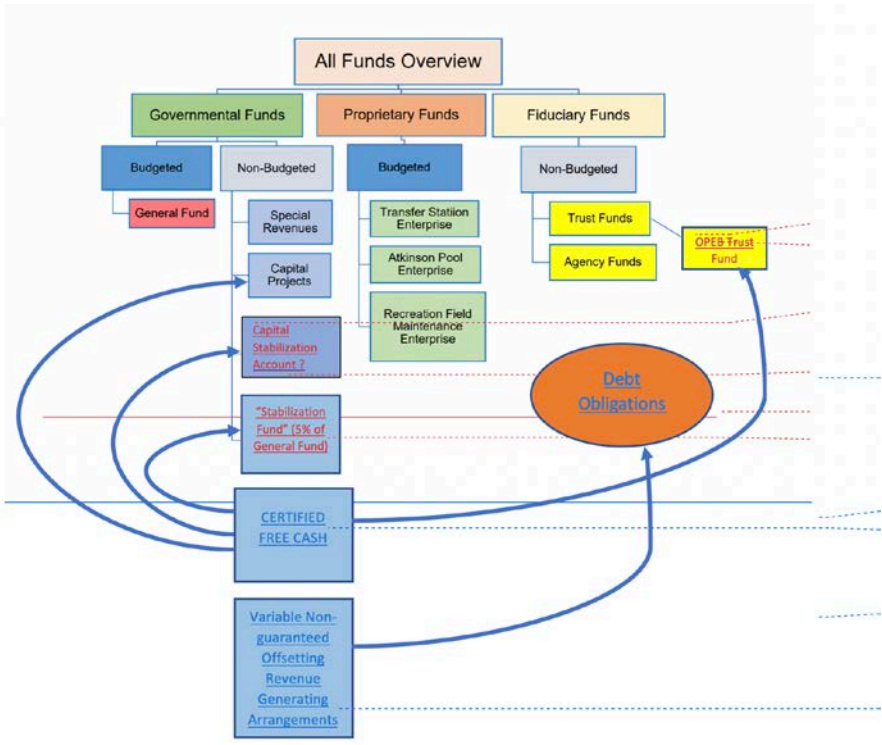 All Funds Overview
Governmental Funds
Proprietary Funds
Fiduciary Funds
Budgeted
Non-Budgeted
Budgeted
Non-Budgeted
General Fund
Special
Revenues
Capital
Projects
Transfer Statiion
Enterprise
Atkinson Pool
Enterprise
Recreation Field
Maintenance
Enterprise
Trust Funds
Agency Funds
OPEB Trust
Fund
Capital
Stabilization
Account ?
"Stabilization
Fund" (5% of
General Fund)
Debt
Obligations
CERTIFIED
FREE CASH
Variable Non-
guaranteed
Offsetting
Revenue
Generating
Arrangements